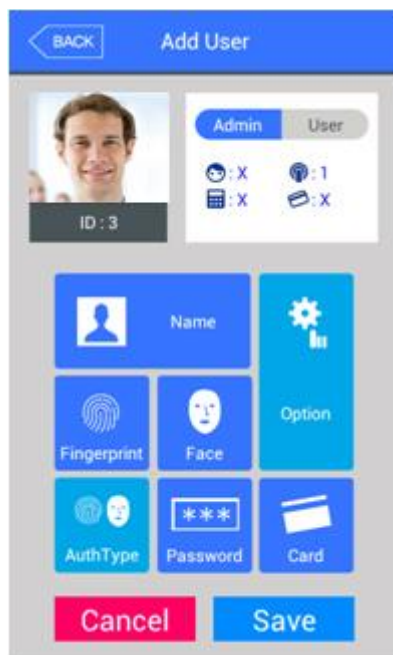 BACK Add User
Admin User
: X : 1
: X : X
ID : 3
Name
Option
Fingerprint Face
AuthType *** Password Card
Cancel Save